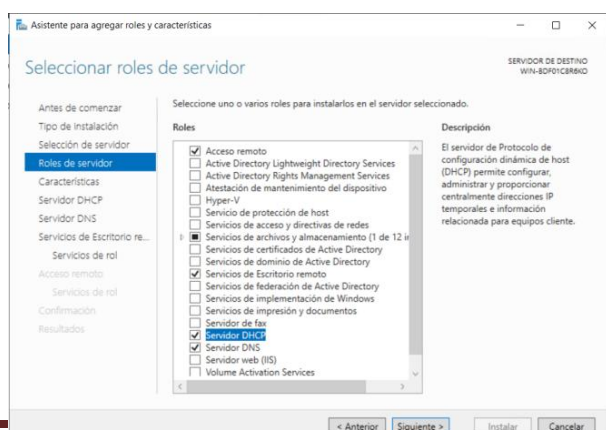 Asistente para agregar roles y características
Seleccionar roles de servidor
SERVIDOR DE DESTINO
WIN-8DF01C8R6KO
Antes de comenzar
Tipo de instalación
Selección de servidor
Roles de servidor
Características
Servidor DHCP
Servidor DNS
Servicios de Escritorio re...
Servicios de rol
Acceso remoto
Servicios de rol
Confirmación
Resultados
Seleccione uno o varios roles para instalarlos en el servidor seleccionado.
Roles
Acceso remoto
Active Directory Lightweight Directory Services
Active Directory Rights Management Services
Atestación de mantenimiento del dispositivo
Hyper-V
Servicio de protección de host
Servicios de acceso y directivas de redes
Servicios de archivos y almacenamiento (1 de 12 in
Servicios de certificados de Active Directory
Servicios de dominio de Active Directory
Servicios de Escritorio remoto
Servicios de federación de Active Directory
Servicios de implementación de Windows
Servicios de impresión y documentos
Servidor de fax
Servidor DHCP
Servidor DNS
Servidor web (IIS)
Volume Activation Services
Descripción
El servidor de Protocolo de
configuración dinámica de host
(DHCP) permite configurar,
administrar y proporcionar
centralmente direcciones IP
temporales e información
relacionada para equipos cliente.
< Anterior
Siguiente >
Instalar
Cancelar